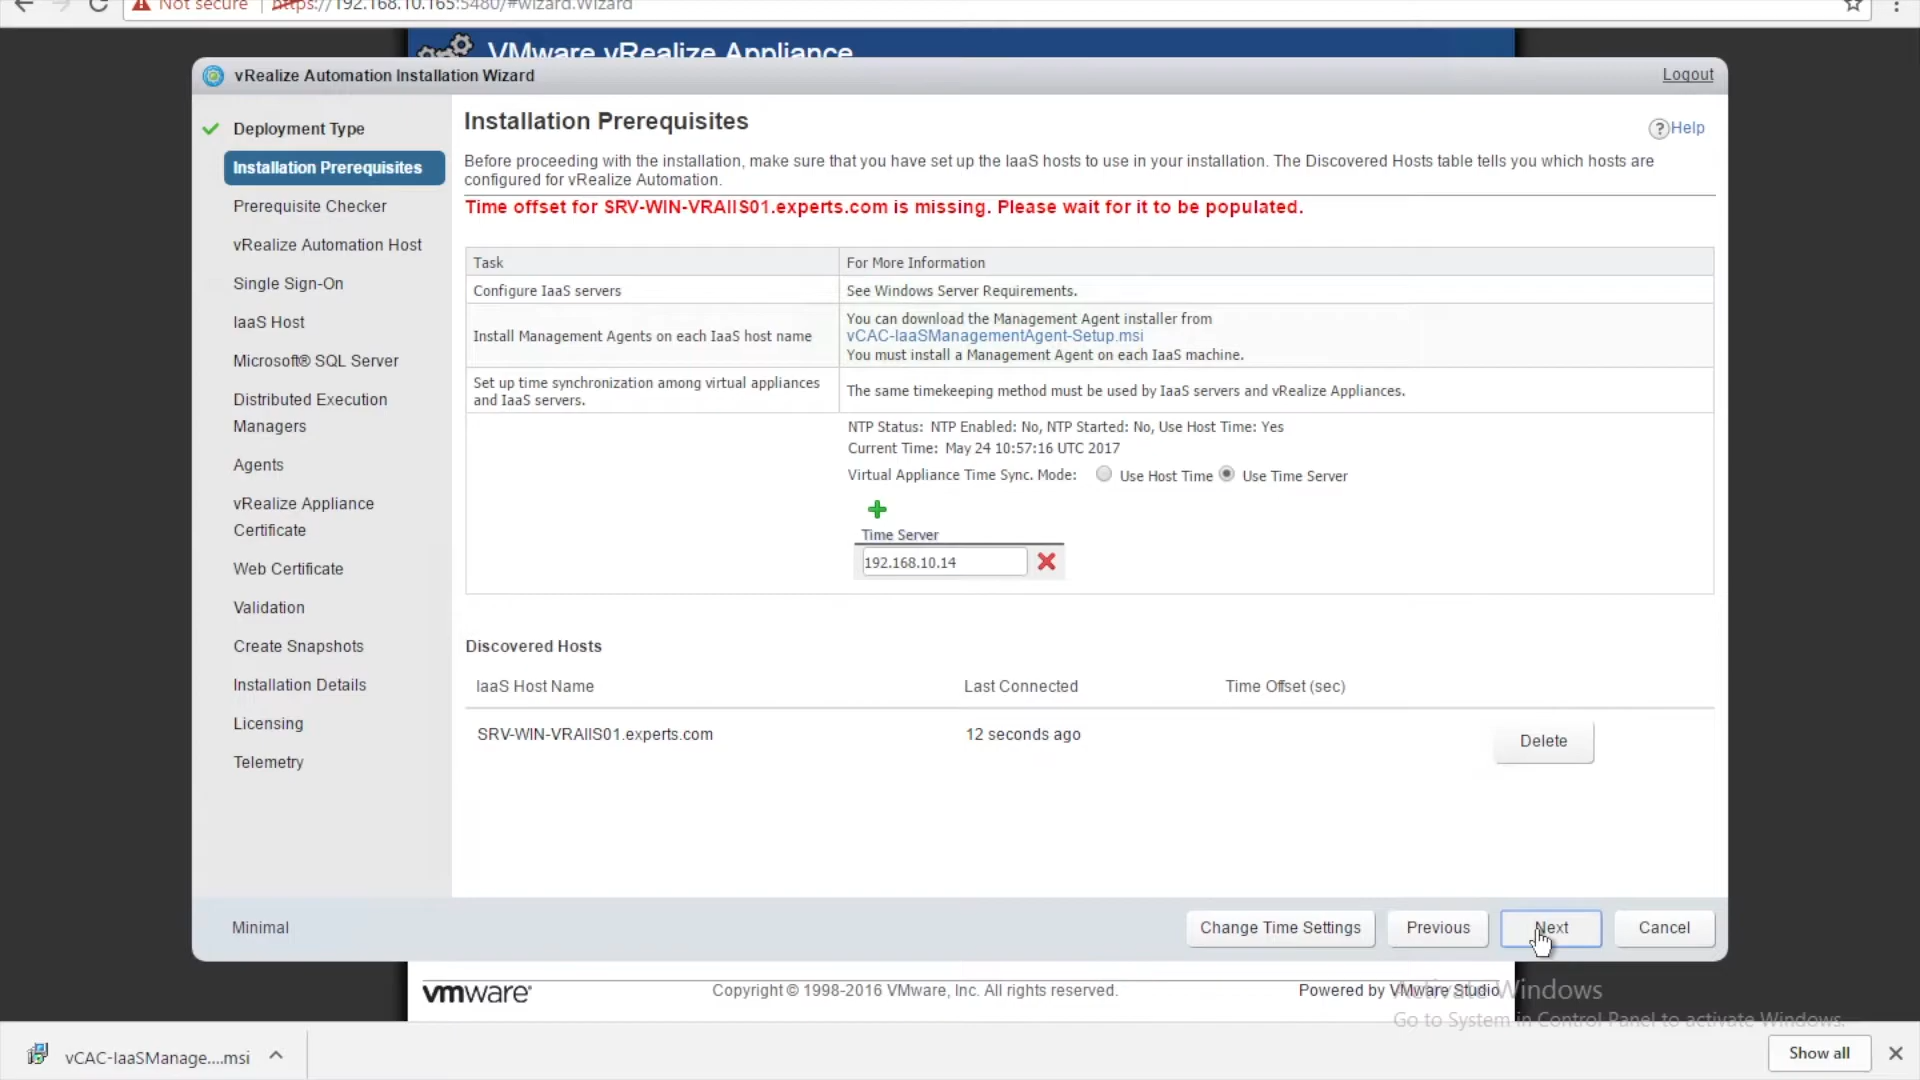 Not secure | https://192.168.10.165:5480/#wizard.Wizard
VMware vRealize Appliance
vRealize Automation Installation Wizard
Logout
Deployment Type
Installation Prerequisites
Prerequisite Checker
vRealize Automation Host
Single Sign-On
IaaS Host
Microsoft® SQL Server
Distributed Execution
Managers
Agents
vRealize Appliance
Certificate
Web Certificate
Validation
Create Snapshots
Installation Details
Licensing
Telemetry
Minimal
Installation Prerequisites
?Help
Before proceeding with the installation, make sure that you have set up the IaaS hosts to use in your installation. The Discovered Hosts table tells you which hosts are
configured for vRealize Automation.
Time offset for SRV-WIN-VRAIIS01.experts.com is missing. Please wait for it to be populated.
Task
For More Information
Configure IaaS servers
See Windows Server Requirements.
Install Management Agents on each IaaS host name
You can download the Management Agent installer from
vCAC-IaaSManagementAgent-Setup.msi
You must install a Management Agent on each IaaS machine.
Set up time synchronization among virtual appliances
and IaaS servers.
The same timekeeping method must be used by IaaS servers and vRealize Appliances.
NTP Status: NTP Enabled: No, NTP Started: No, Use Host Time: Yes
Current Time: May 24 10:57:16 UTC 2017
Virtual Appliance Time Sync. Mode: Use Host Time Use Time Server
Time Server
192.168.10.14
Discovered Hosts
IaaS Host Name
Last Connected
Time Offset (sec)
SRV-WIN-VRAIIS01.experts.com
12 seconds ago
Delete
Change Time Settings
Previous
Next
Cancel
vmware®
Copyright © 1998-2016 VMware, Inc. All rights reserved.
Powered by VMware Studio
Activate Windows
Go to System in Control Panel to activate Windows.
vCAC-IaaSManage....msi
Show all